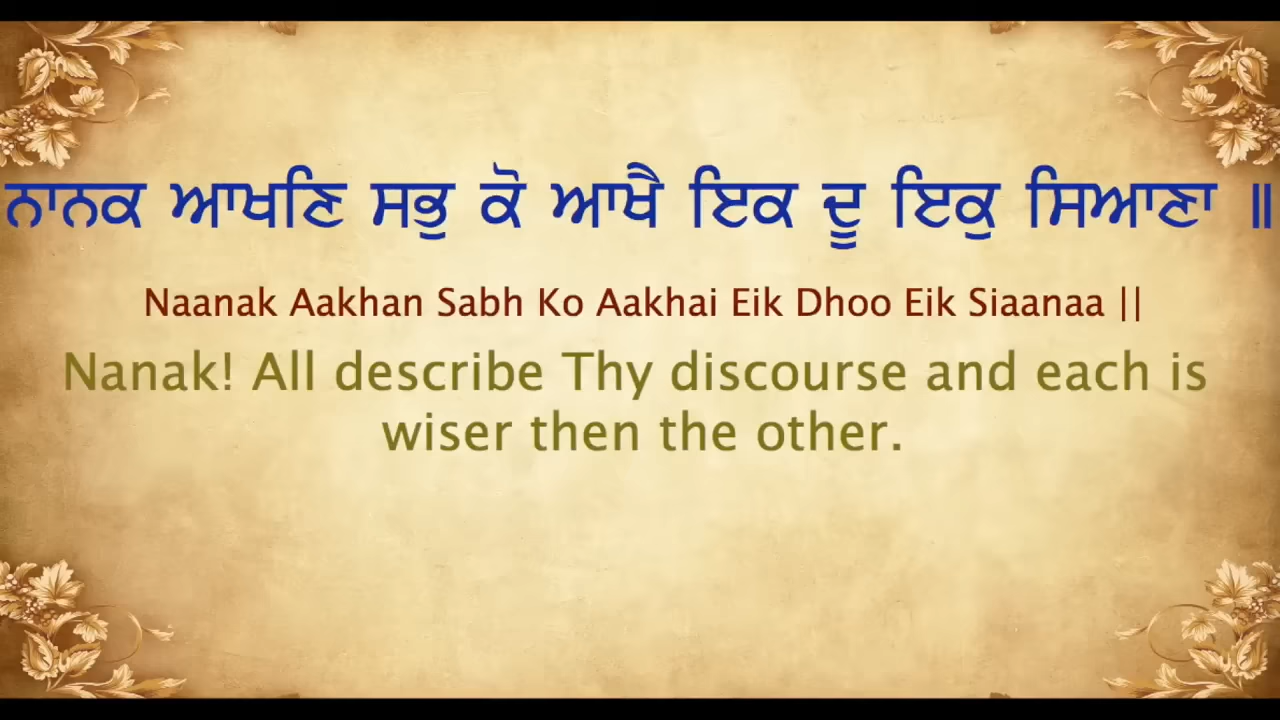 ਨਾਨਕ ਆਖਣਿ ਸਭੁ ਕੋ ਆਖੈ ਇਕ ਦੂ ਇਕੁ ਸਿਆਣਾ ॥
Naanak Aakhan Sabh Ko Aakhai Eik Dhoo Eik Siaanaa ||
Nanak! All describe Thy discourse and each is
wiser then the other.